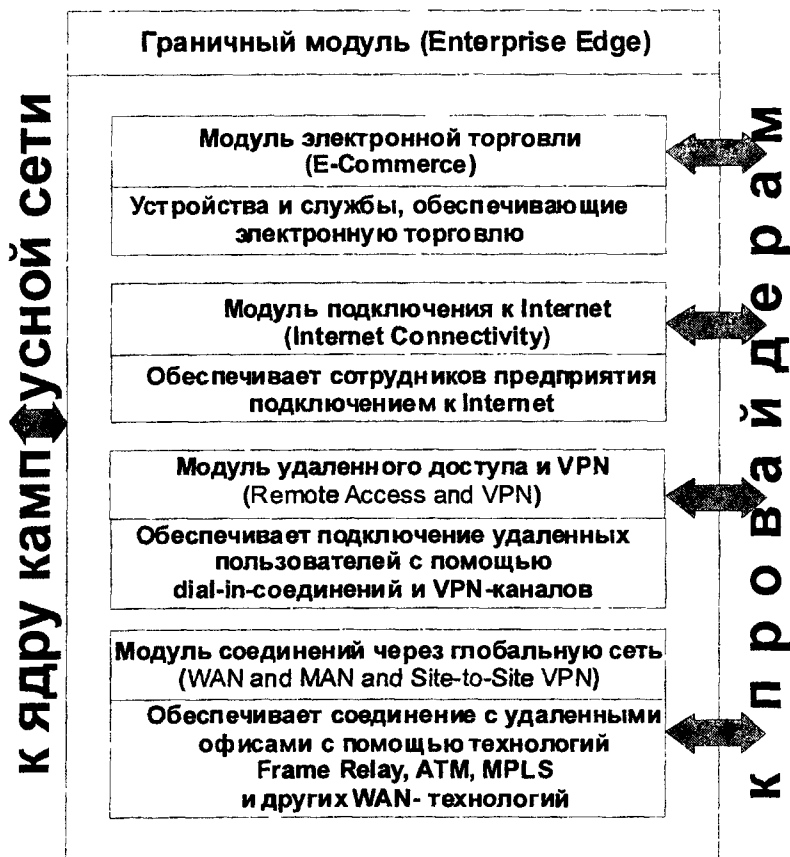 Граничный модуль (Enterprise Edge)
к ядру кампусной сети
Модуль электронной торговли
(E-Commerce)
Устройства и службы, обеспечивающие
электронную торговлю
Модуль подключения к Internet
(Internet Connectivity)
Обеспечивает сотрудников предприятия
подключением к Internet
Модуль удаленного доступа и VPN
(Remote Access and VPN)
Обеспечивает подключение удаленных
пользователей с помощью
dial-in-соединений и VPN-каналов
Модуль соединений через глобальную сеть
(WAN and MAN and Site-to-Site VPN)
Обеспечивает соединение с удаленными
офисами с помощью технологий
Frame Relay, ATM, MPLS
и других WAN- технологий
к провайдерам